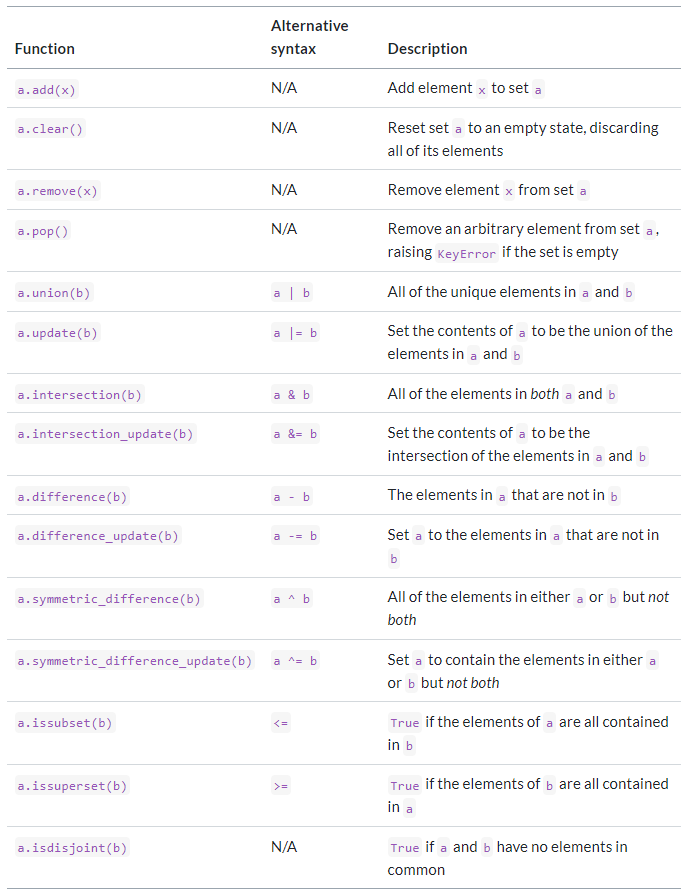 Function Alternative syntax Description
a.add(x) N/A Add element x to set a
a.clear() N/A Reset set a to an empty state, discarding
all of its elements
a.remove(x) N/A Remove element x from set a
a.pop() N/A Remove an arbitrary element from set a,
raising KeyError if the set is empty
a.union(b) a | b All of the unique elements in a and b
a.update(b) a |= b Set the contents of a to be the union of the
elements in a and b
a.intersection(b) a & b All of the elements in both a and b
a.intersection_update(b) a &= b Set the contents of a to be the
intersection of the elements in a and b
a.difference(b) a - b The elements in a that are not in b
a.difference_update(b) a -= b Set a to the elements in a that are not in
b
a.symmetric_difference(b) a ^ b All of the elements in either a or b but not
both
a.symmetric_difference_update(b) a ^= b Set a to contain the elements in either a
or b but not both
a.issubset(b) <= True if the elements of a are all contained
in b
a.issuperset(b) >= True if the elements of b are all contained
in a
a.isdisjoint(b) N/A True if a and b have no elements in
common